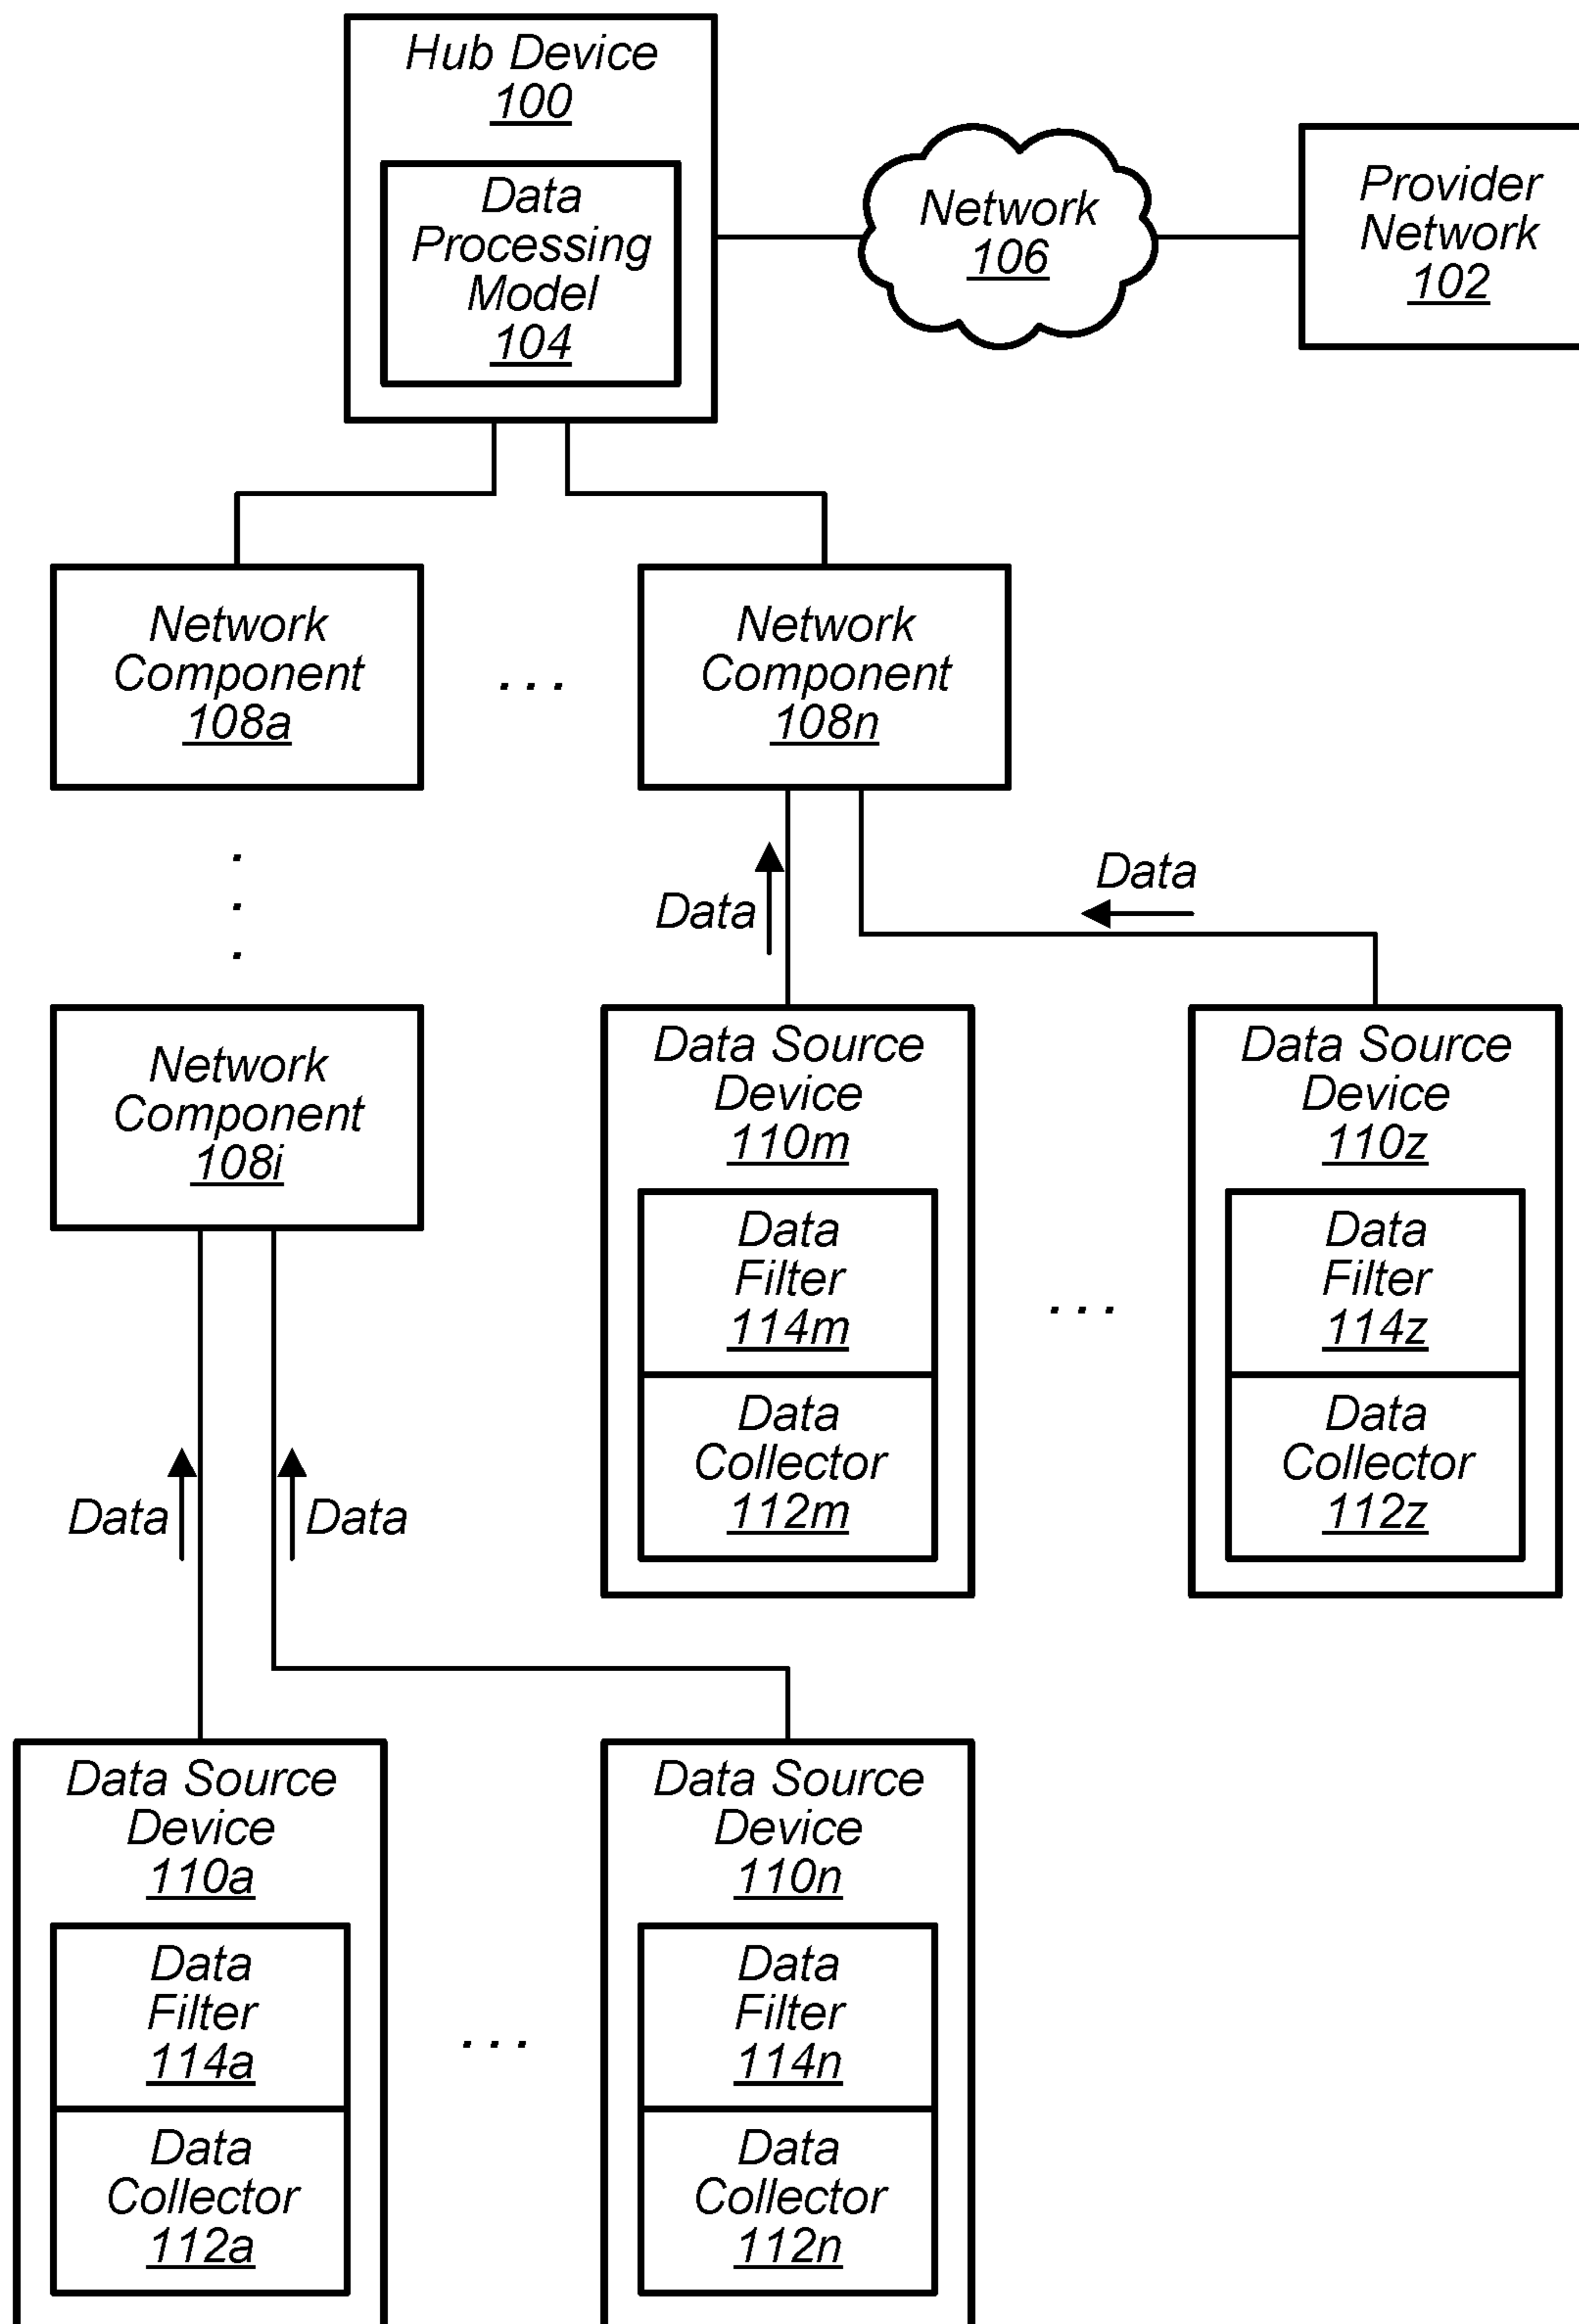 Hub Device
100
Data
Processing
Model
104
Network
106
Provider
Network
102
Network
Component
108a
...
Network
Component
108n
.
.
.
Data
Data
Network
Component
108i
Data Source
Device
110m
Data
Filter
114m
Data
Collector
112m
...
Data Source
Device
110z
Data
Filter
114z
Data
Collector
112z
Data
Data
Data Source
Device
110a
Data
Filter
114a
Data
Collector
112a
...
Data Source
Device
110n
Data
Filter
114n
Data
Collector
112n